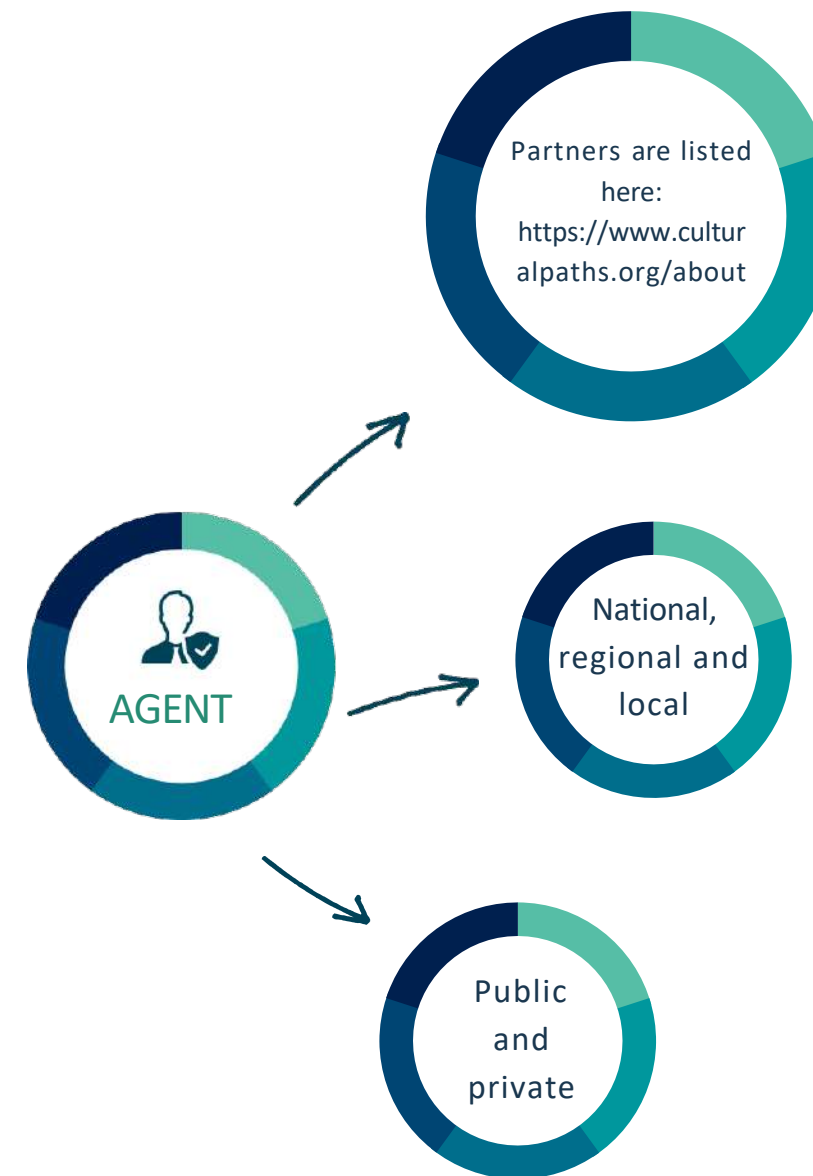 Partners are listed
here:
https://www.cultur
alpaths.org/about
AGENT
National,
regional and
local
Public
and
private